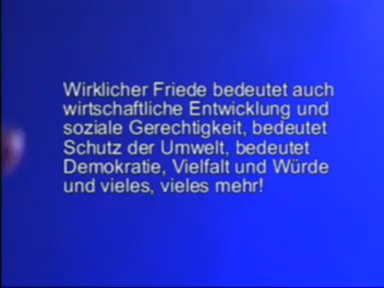 Wirklicher Friede bedeutet auch
wirtschaftliche Entwicklung und
soziale Gerechtigkeit, bedeutet
Schutz der Umwelt, bedeutet
Demokratie, Vielfalt und Würde
und vieles, vieles mehr!